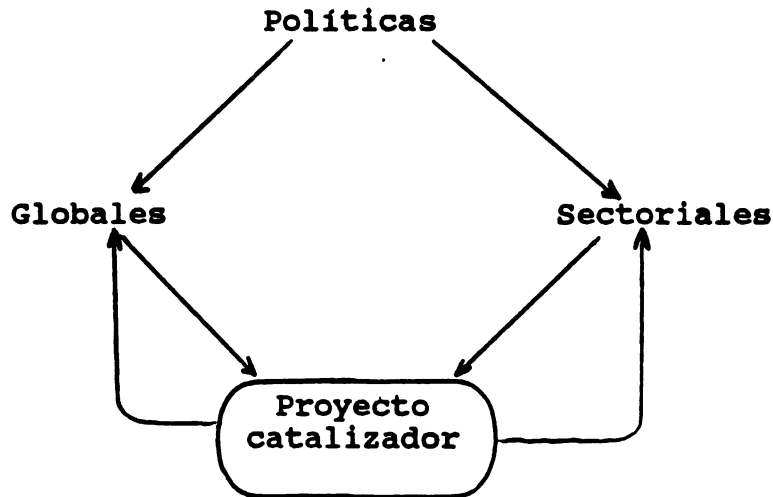 Políticas
Globales
Sectoriales
Proyecto
catalizador